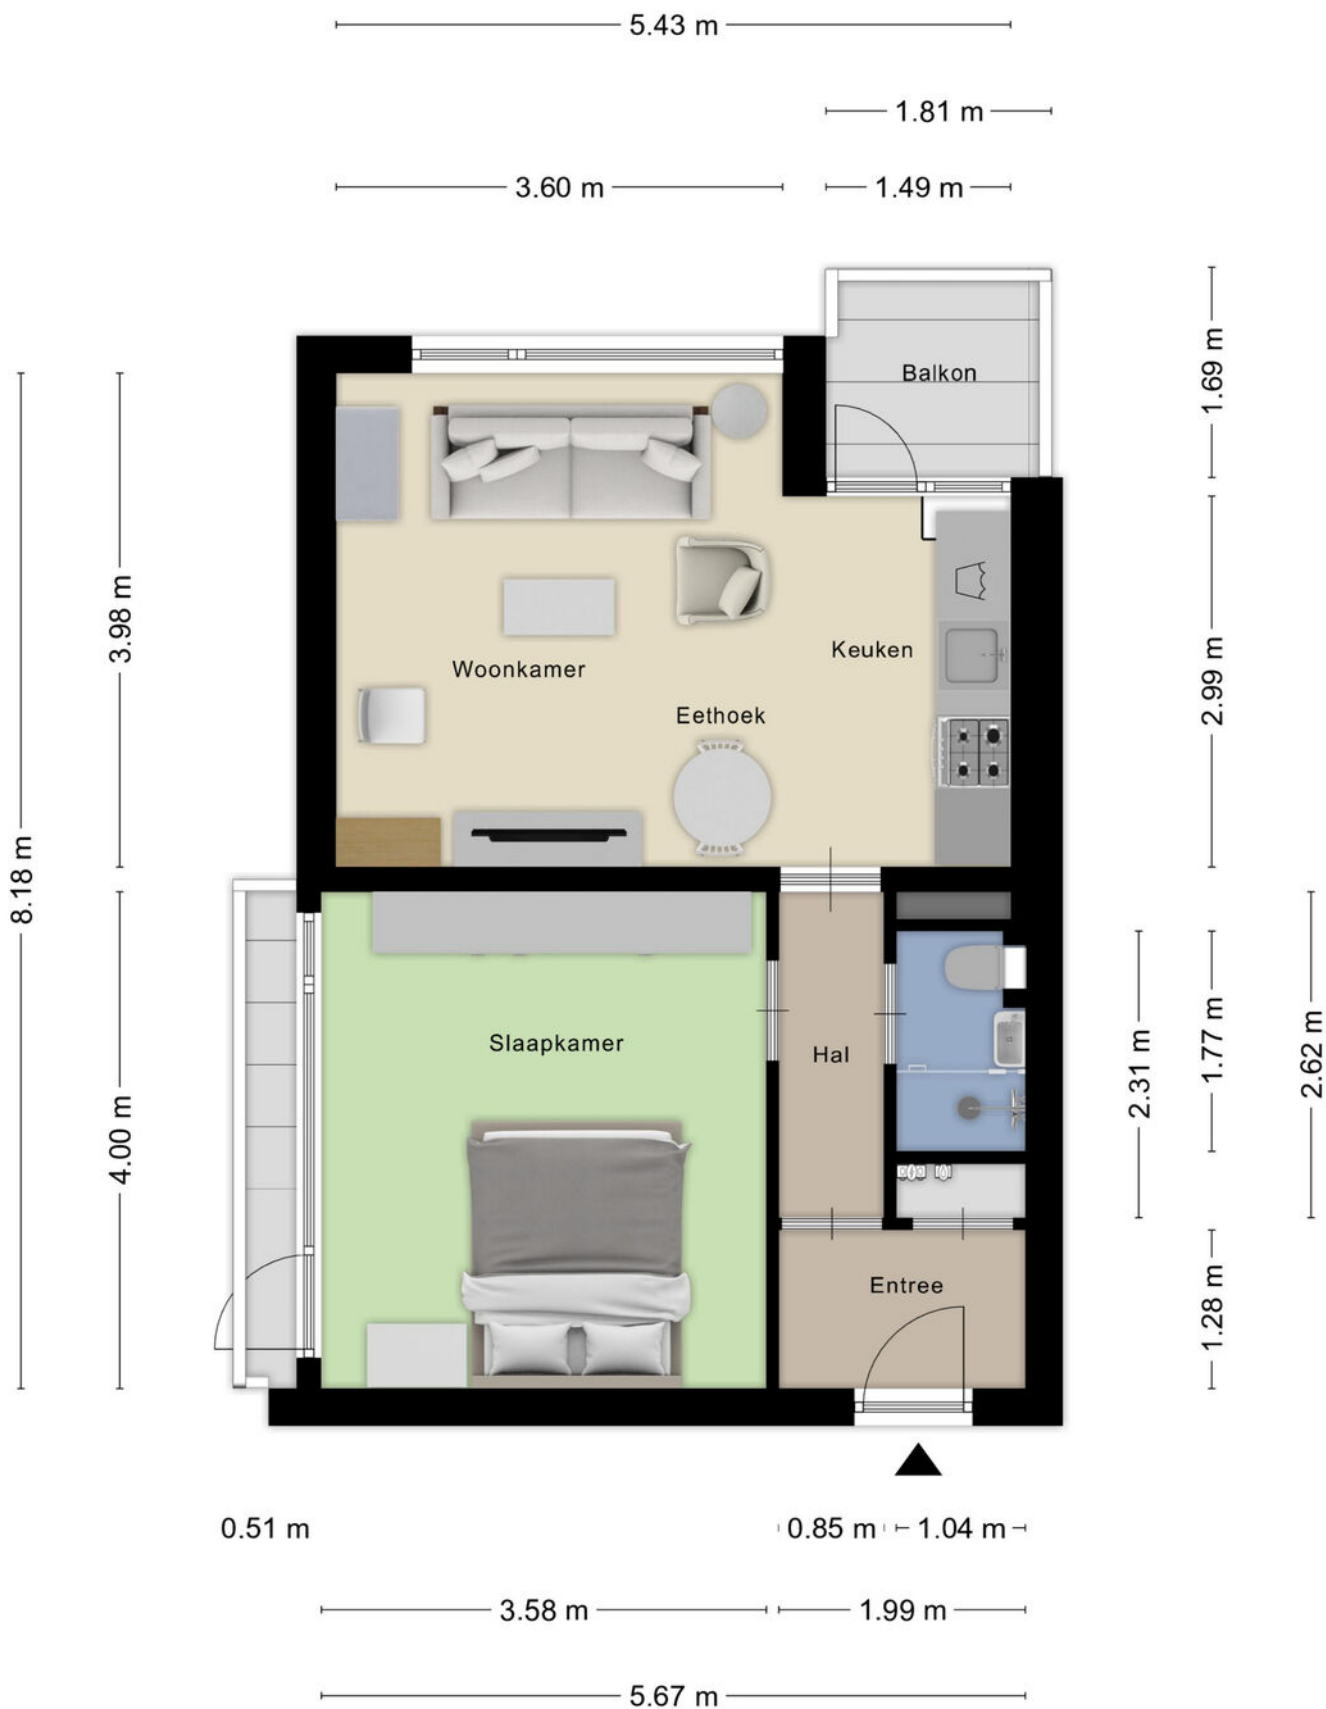 5.43 m
1.81 m
3.60 m
1.49 m
1.69 m
Balkon
3.98 m
Keuken
Woonkamer
2.99 m
Eethoek
8.18 m
Slaapkamer
Hal
2.31 m
1.77 m
2.62 m
4.00 m
Entree
1.28 m
0.51 m
0.85 m
1.04 m
3.58 m
1.99 m
5.67 m